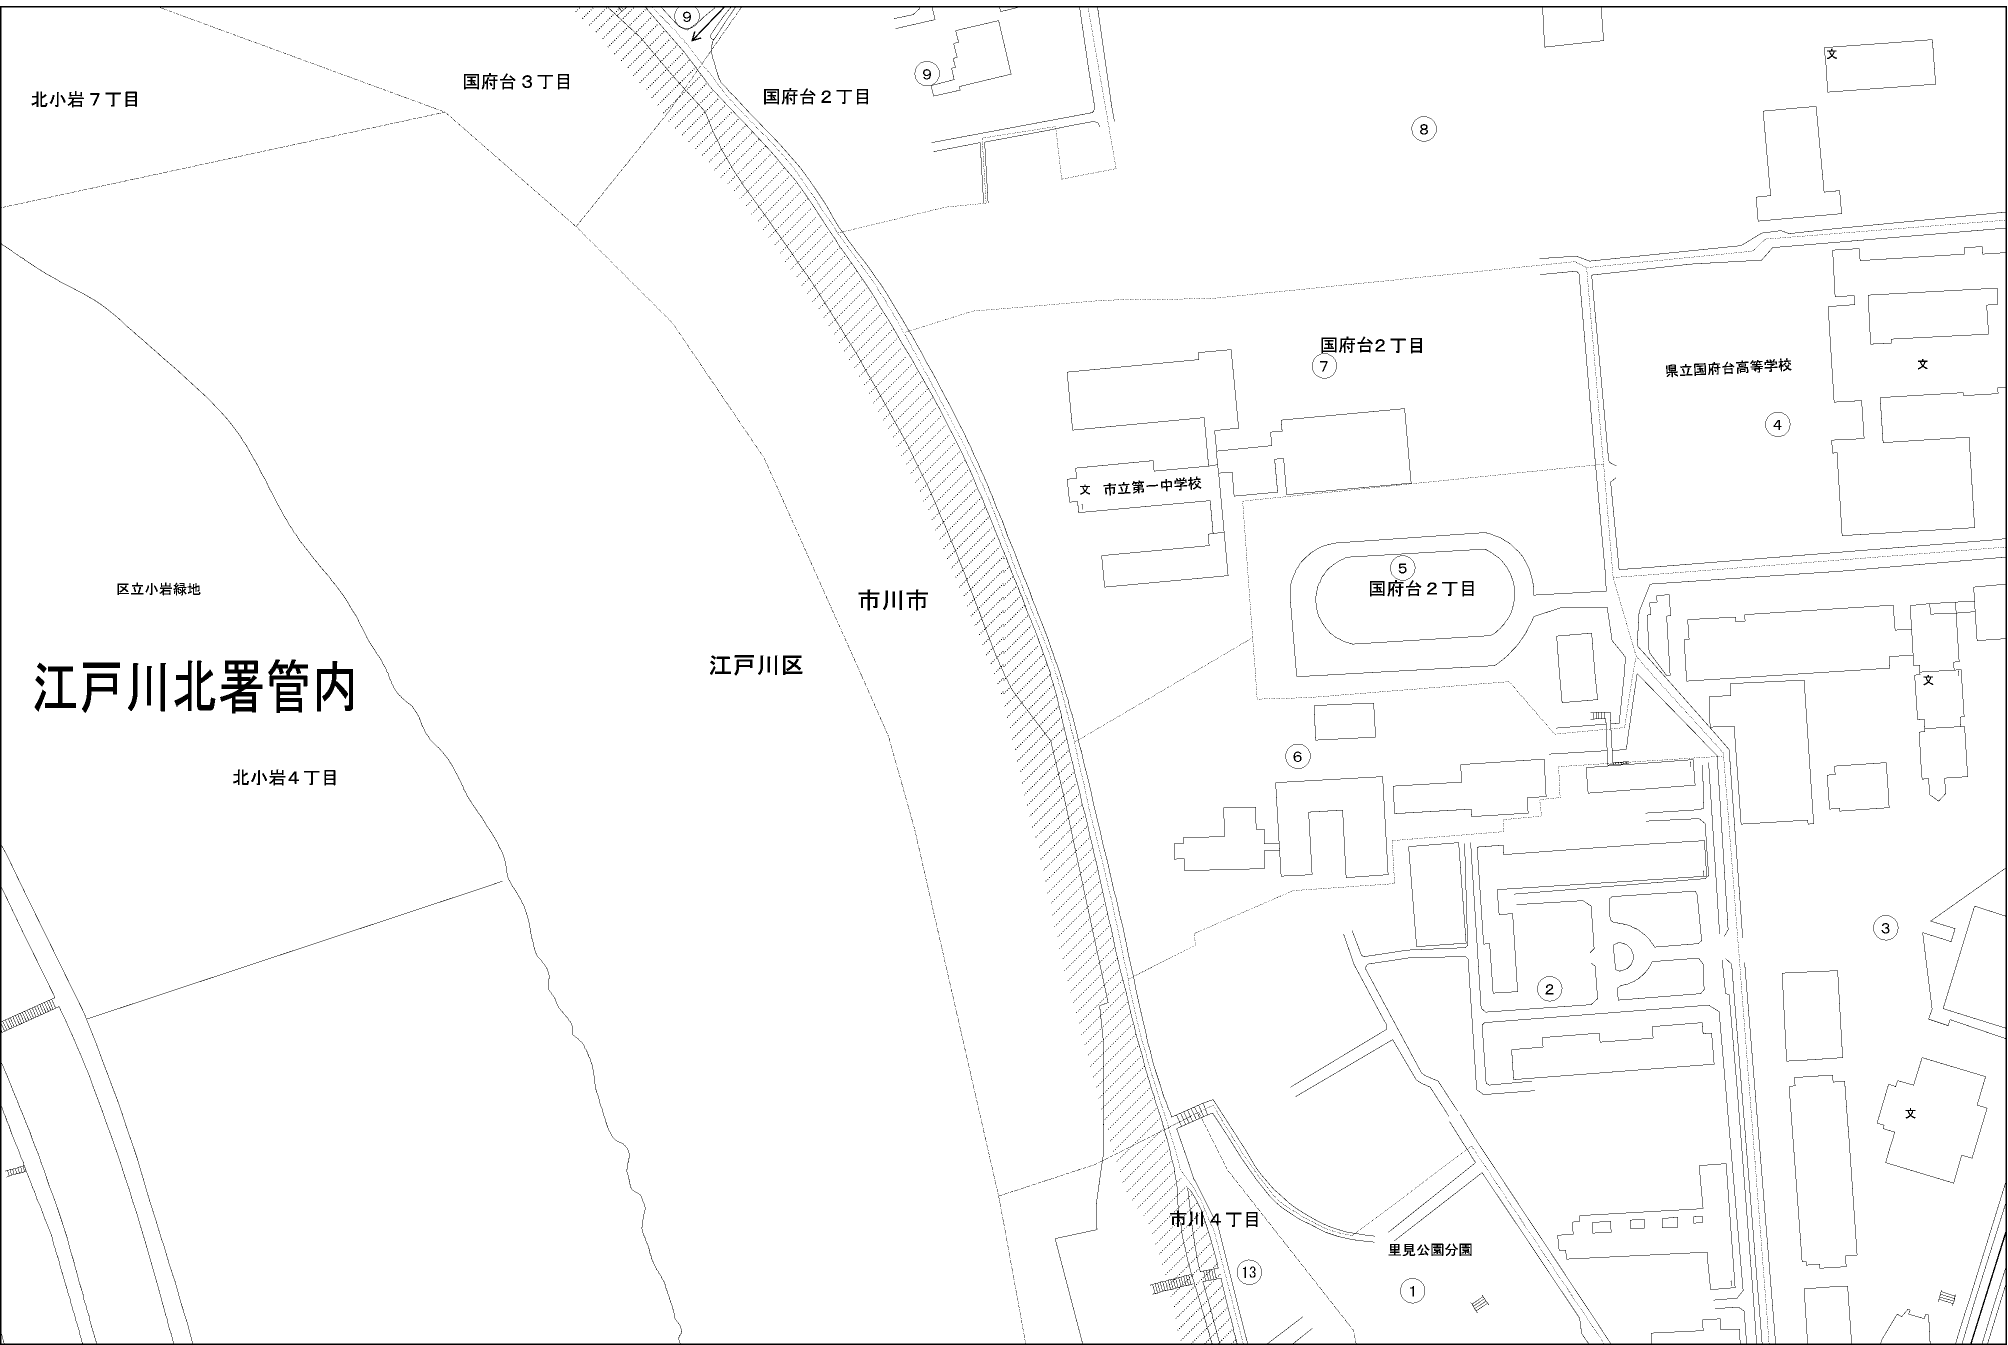 9
国府台3丁目
北小岩7丁目
国府台2丁目
9
文
8
国府台2丁目
7
県立国府台高等学校
文
4
文
市立第一中学校
5
国府台2丁目
区立小岩緑地
市川市
江戸川区
江戸川北署管内
文
北小岩4丁目
6
3
2
文
市川4丁目
里見公園分園
13
1